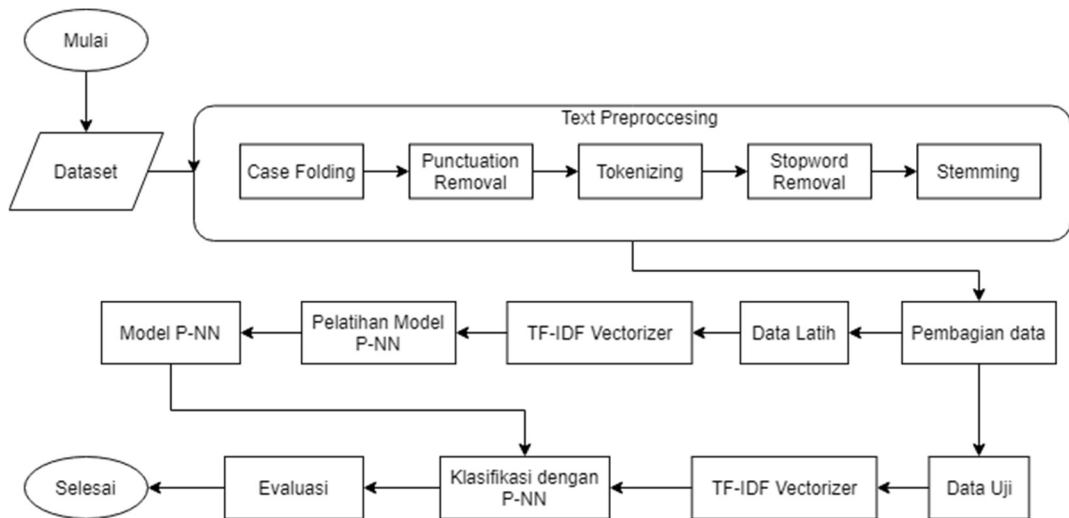 Mulai
Text Preproccesing
Dataset
Case Folding
Punctuation
Removal
Tokenizing
Stopword
Removal
Stemming
Model P-NN
Pelatihan Model
P-NN
TF-IDF Vectorizer
Data Latih
Pembagian data
Selesai
Evaluasi
Klasifikasi dengan
P-NN
TF-IDF Vectorizer
Data Uji